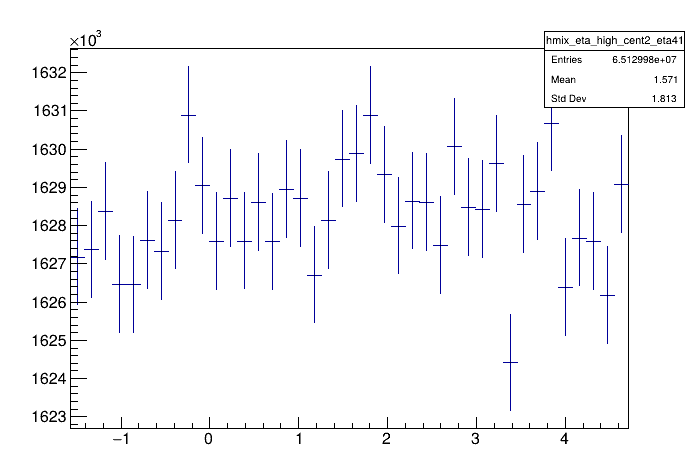 ×10³
hmix_eta_high_cent2_eta41
Entries 6.512998e+07
Mean 1.571
Std Dev 1.813
1632
1631
1630
1629
1628
1627
1626
1625
1624
1623
−1 0 1 2 3 4